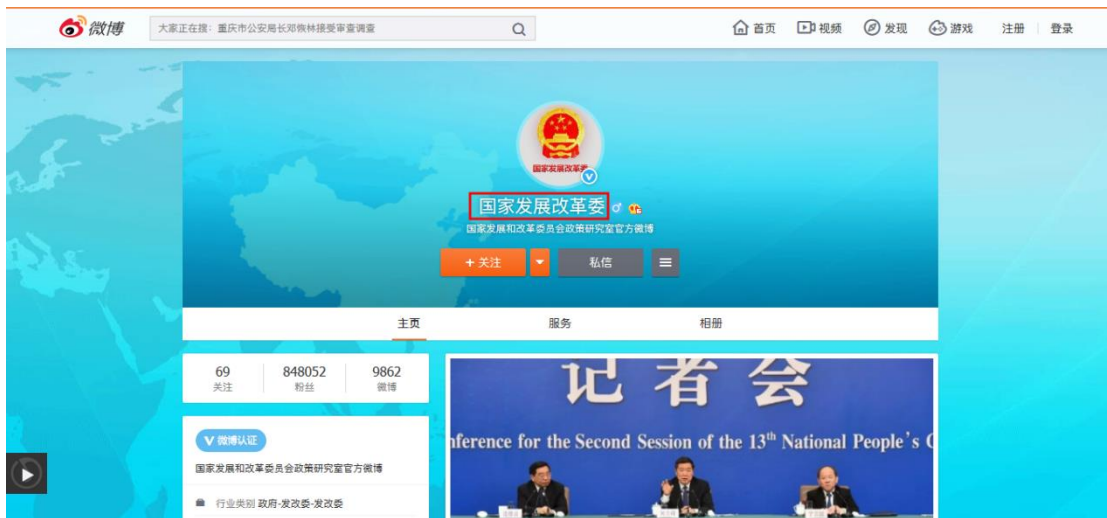 微博
大家正在搜：重庆市公安局长邓恢林接受审查调查
首页 视频 发现 游戏 注册 登录
国家发展改革委
国家发展改革委
国家发展和改革委员会政策研究室官方微博
+ 关注 私信
主页 服务 相册
69 848052 9862
关注 粉丝 微博
记者会
nference for the Second Session of the 13th National People's C
V 微博认证
国家发展和改革委员会政策研究室官方微博
行业类别 政府-发改委-发改委